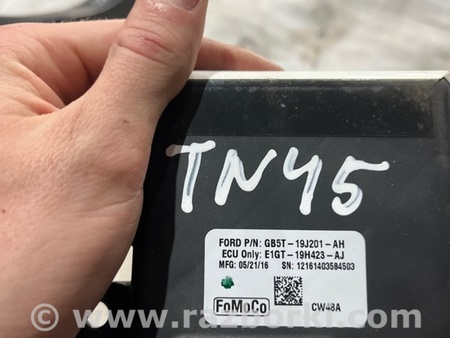 TN45
FORD P/N: GB5T-19J201-AH
ECU Only: E1GT-19H423-AJ
MFG: 05/21/16 SN: 12161403584503
FoMoCo CW48A
© www.razborki.com